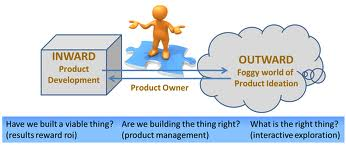 INWARD
Product
Development
Product Owner
OUTWARD
Foggy world of
Product Ideation
Have we built a viable thing?
(results reward roi)
Are we building the thing right?
(product management)
What is the right thing?
(interactive exploration)